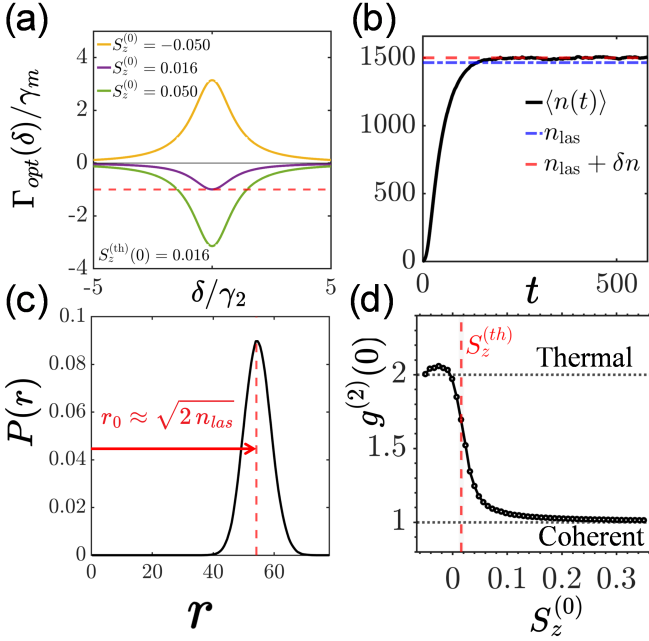 (a)
S_z^(0) = −0.050
S_z^(0) = 0.016
S_z^(0) = 0.050
Γ_opt(δ)/γ_m
4
2
0
-2
-4
S_z^(th)(0) = 0.016
-5 0 5
δ/γ_2
(b)
1500
1000
500
0
⟨n(t)⟩
n_las
n_las + δn
0 500
t
(c)
P(r)
0.1
0.08
0.06
0.04
0.02
0
r_0 ≈ √(2 n_las)
0 20 40 60
r
(d)
g^(2)(0)
2
1.5
1
S_z^(th)
Thermal
Coherent
0 0.1 0.2 0.3
S_z^(0)